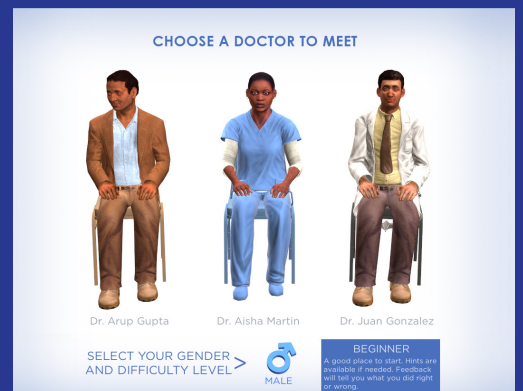 CHOOSE A DOCTOR TO MEET
Dr. Arup Gupta
Dr. Aisha Martin
Dr. Juan Gonzalez
SELECT YOUR GENDER
AND DIFFICULTY LEVEL >
MALE
BEGINNER
A good place to start. Hints are
available if needed. Feedback
will tell you what you did right
or wrong.